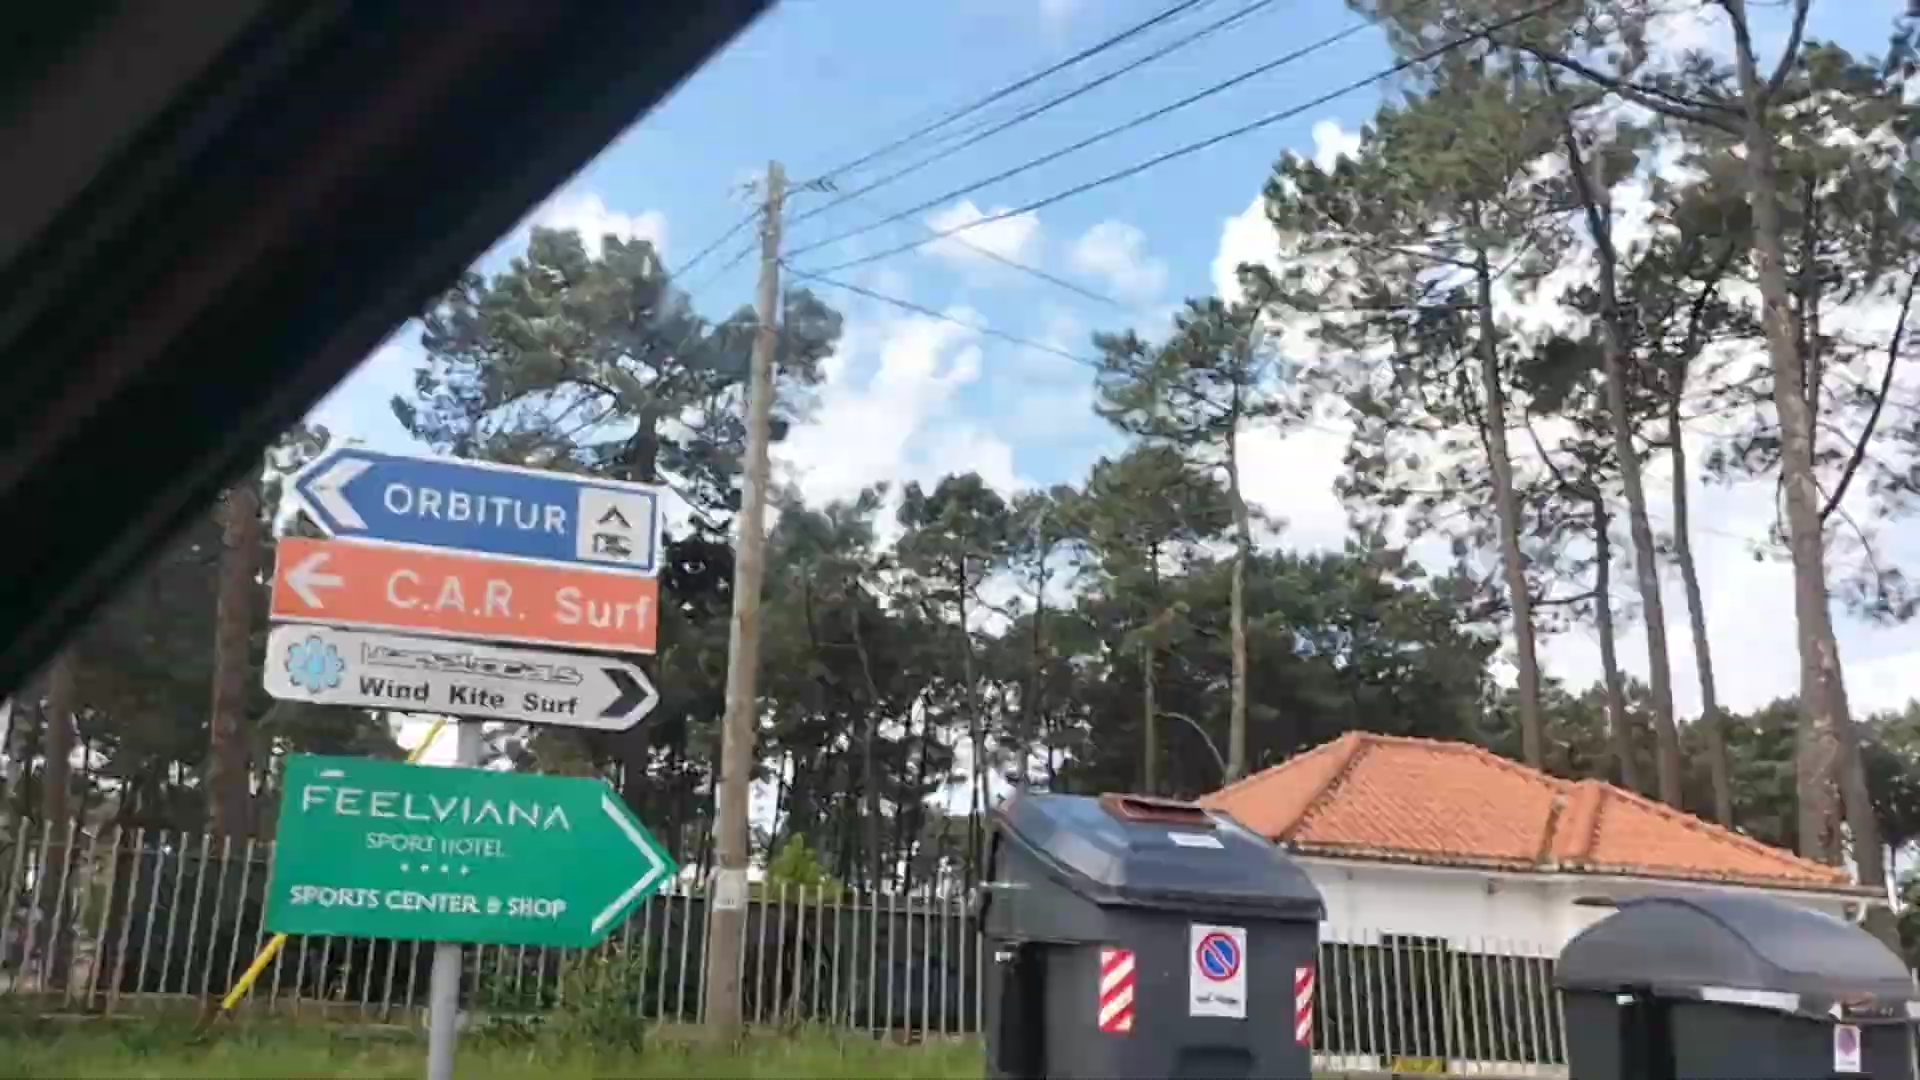 ORBITUR
C.A.R. Surf
Wind Kite Surf
FEELVIANA
SPORT HOTEL
SPORTS CENTER & SHOP